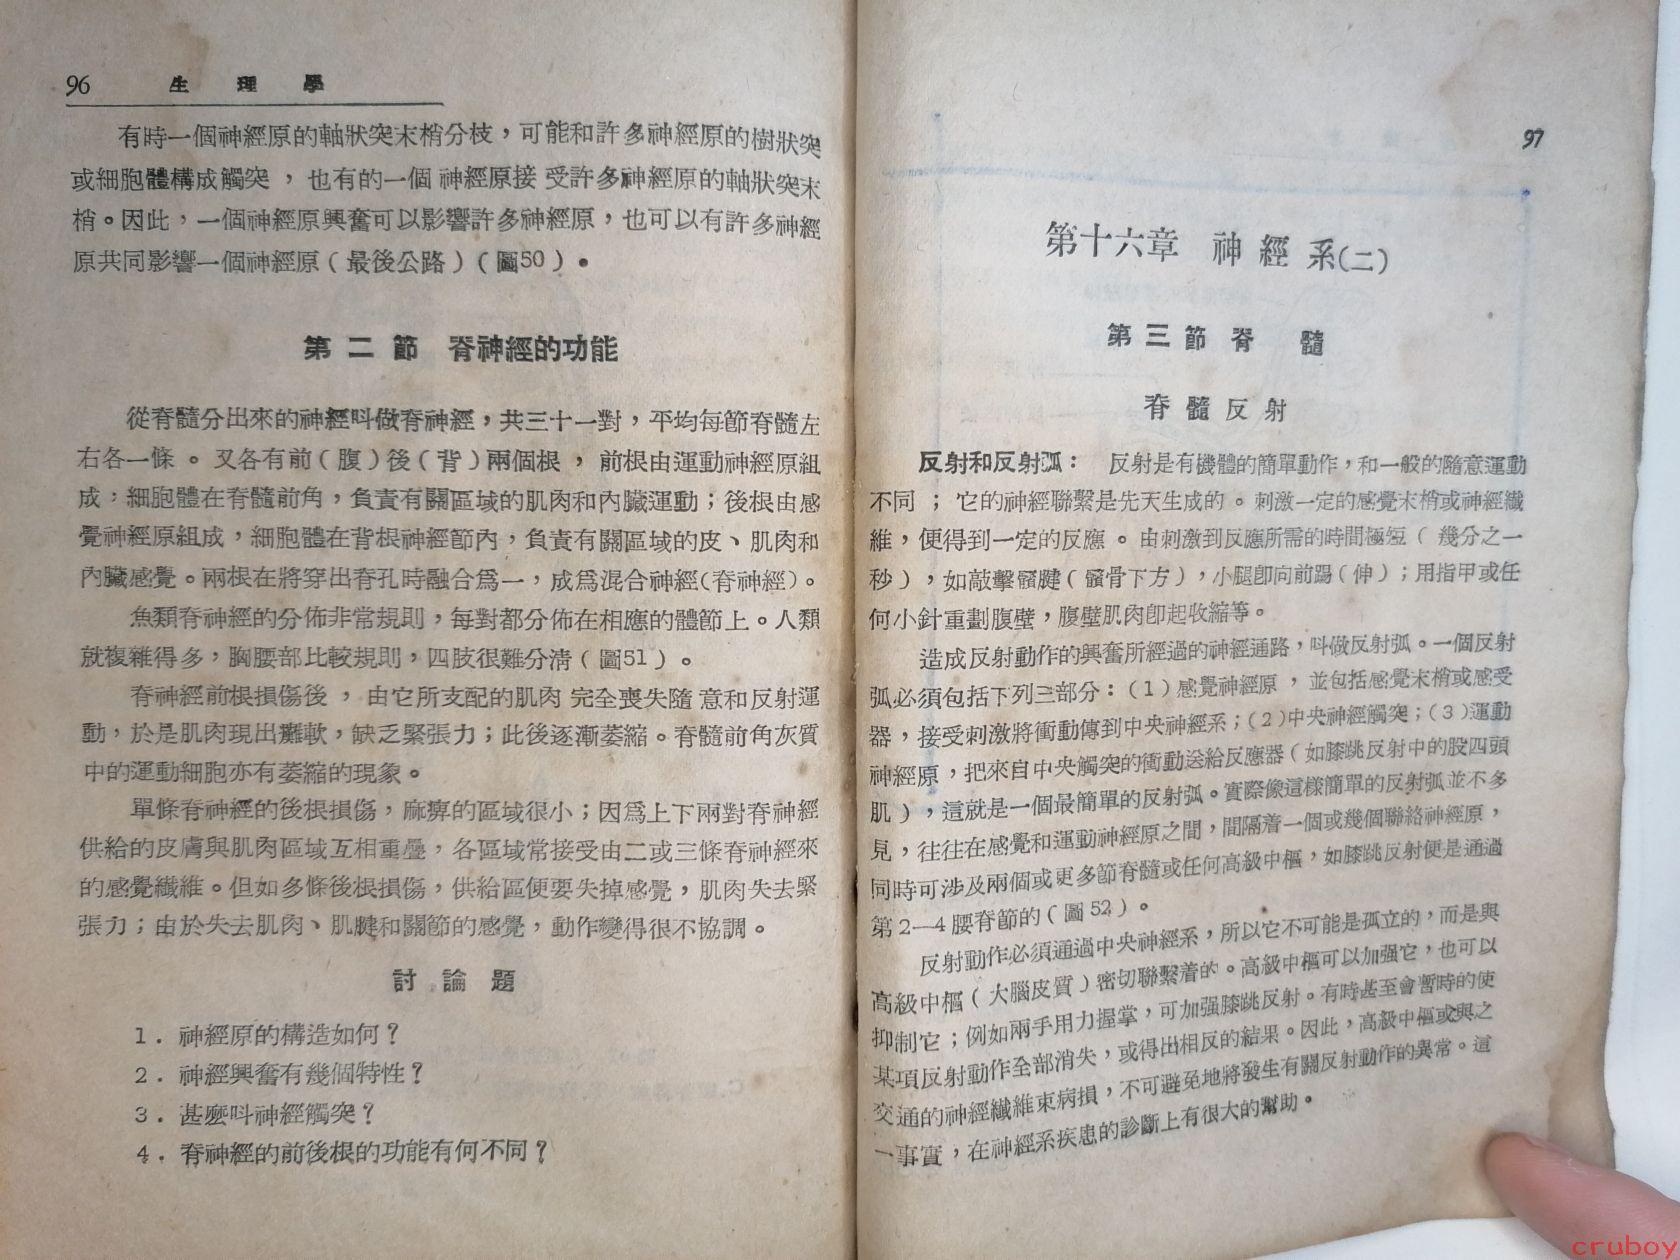 96 生理學
有時一個神經原的軸狀突末梢分枝，可能和許多神經原的樹狀突
或細胞體構成觸突，也有的一個神經原接受許多神經原的軸狀突末
梢。因此，一個神經原興奮可以影響許多神經原，也可以有許多神經
原共同影響一個神經原（最後公路）（圖50）。
第二節 脊神經的功能
從脊髓分出來的神經叫做脊神經，共三十一對，平均每節脊髓左
右各一條。又各有前（腹）後（背）兩個根，前根由運動神經原組
成，細胞體在脊髓前角，負責有關區域的肌肉和內臟運動；後根由感
覺神經原組成，細胞體在背根神經節內，負責有關區域的皮、肌肉和
內臟感覺。兩根在將穿出脊孔時融合爲一，成爲混合神經(脊神經)。
魚類脊神經的分佈非常規則，每對都分佈在相應的體節上。人類
就複雜得多，胸腰部比較規則，四肢很難分淸（圖51）。
脊神經前根損傷後，由它所支配的肌肉完全喪失隨意和反射運
動，於是肌肉現出癱軟，缺乏緊張力；此後逐漸萎縮。脊髓前角灰質
中的運動細胞亦有萎縮的現象。
單條脊神經的後根損傷，麻痹的區域很小；因爲上下兩對脊神經
供給的皮膚與肌肉區域互相重疊，各區域常接受由二或三條脊神經來
的感覺纖維。但如多條後根損傷，供給區便要失掉感覺，肌肉失去緊
張力；由於失去肌肉、肌腱和關節的感覺，動作變得很不協調。
討論題
1．神經原的構造如何？
2．神經興奮有幾個特性？
3．甚麼叫神經觸突？
4．脊神經的前後根的功能有何不同？
97
第十六章 神經系(二)
第三節 脊髓
脊髓反射
反射和反射弧： 反射是有機體的簡單動作，和一般的隨意運動
不同；它的神經聯繫是先天生成的。刺激一定的感覺末梢或神經纖
維，便得到一定的反應。由刺激到反應所需的時間極短（幾分之一
秒），如敲擊髕腱（髕骨下方），小腿卽向前踢（伸）；用指甲或任
何小針重劃腹壁，腹壁肌肉卽起收縮等。
造成反射動作的興奮所經過的神經通路，叫做反射弧。一個反射
弧必須包括下列三部分：（1）感覺神經原，並包括感覺末梢或感受
器，接受刺激將衝動傳到中央神經系；（2）中央神經觸突；（3）運動
神經原，把來自中央觸突的衝動送給反應器（如膝跳反射中的股四頭
肌），這就是一個最簡單的反射弧。實際像這樣簡單的反射弧並不多
見，往往在感覺和運動神經原之間，間隔着一個或幾個聯絡神經原，
同時可涉及兩個或更多節脊髓或任何高級中樞，如膝跳反射便是通過
第2—4腰脊節的（圖52）。
反射動作必須通過中央神經系，所以它不可能是孤立的，而是與
高級中樞（大腦皮質）密切聯繫着的。高級中樞可以加强它，也可以
抑制它；例如兩手用力握掌，可加强膝跳反射。有時甚至會暫時的使
某項反射動作全部消失，或得出相反的結果。因此，高級中樞或與之
交通的神經纖維束病損，不可避免地將發生有關反射動作的異常。這
一事實，在神經系疾患的診斷上有很大的幫助。
cruboy